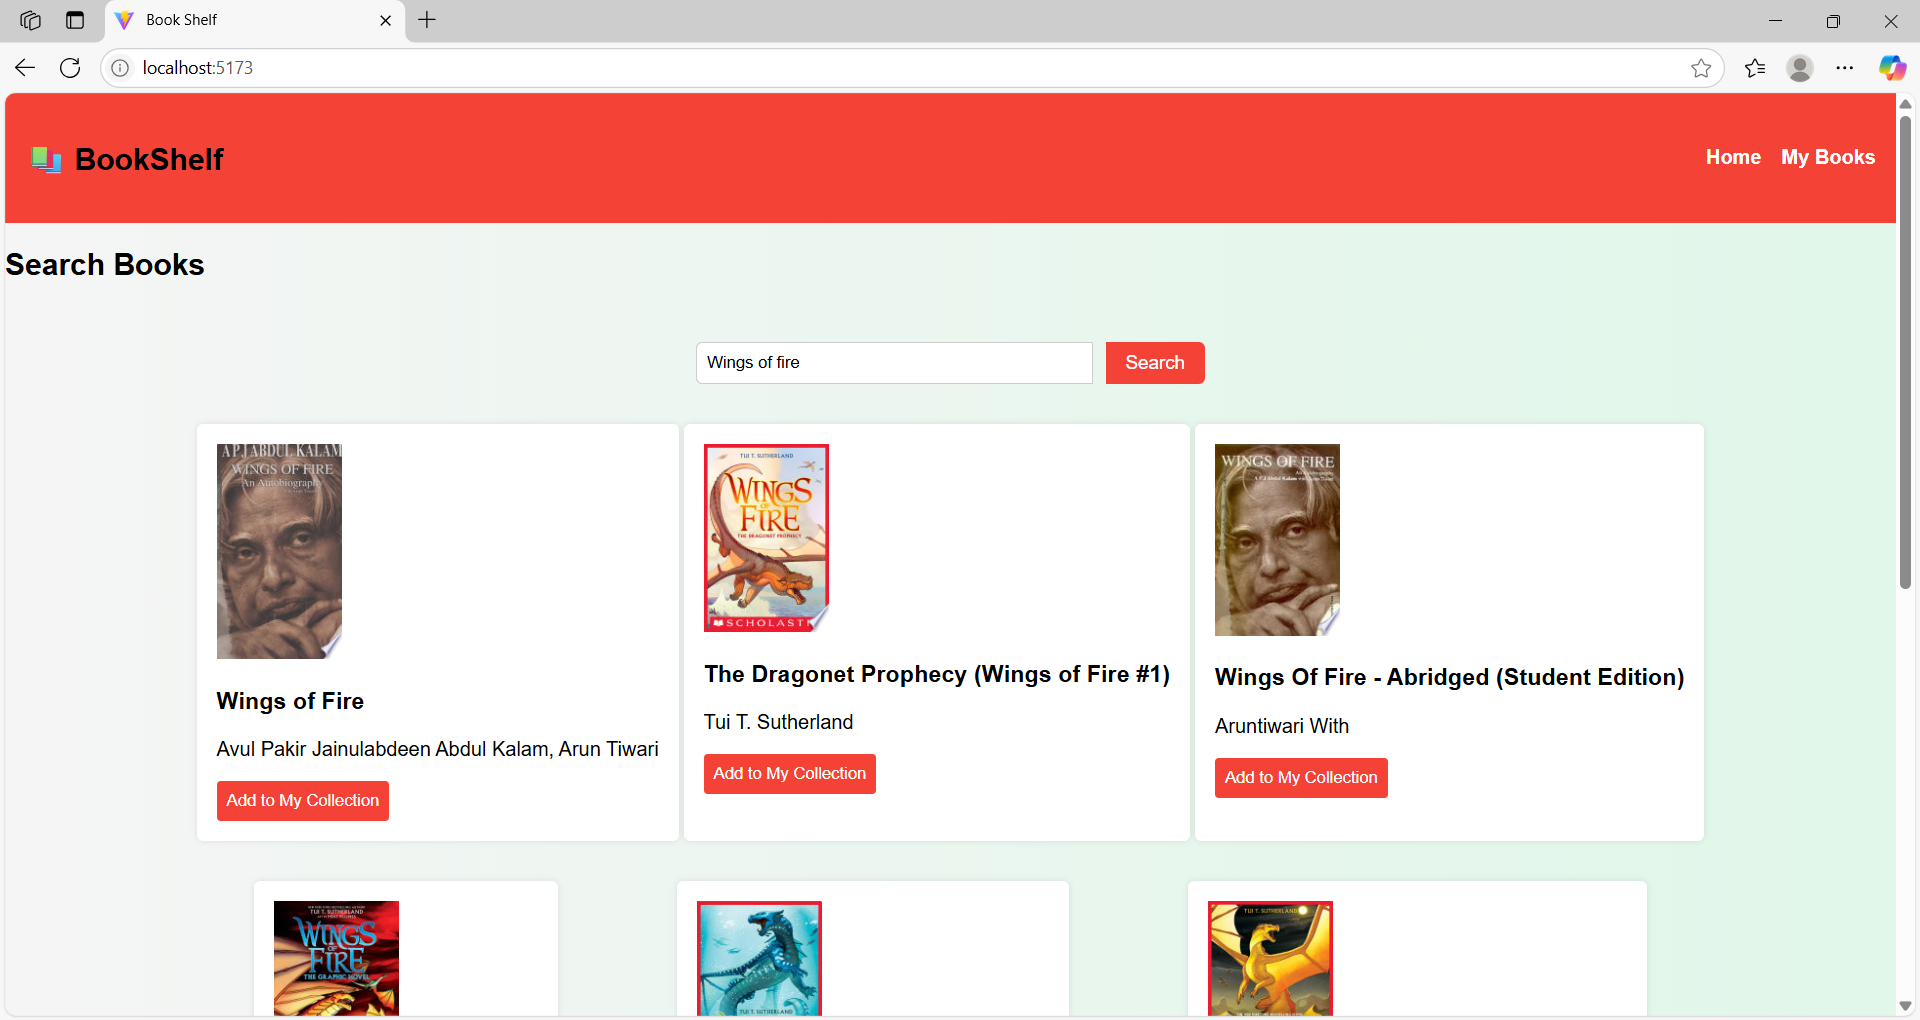 Book Shelf
localhost:5173
BookShelf
Home My Books
Search Books
Wings of fire
Search
A P J ABDUL KALAM
WINGS OF FIRE
An Autobiography
TUI T. SUTHERLAND
WINGS
OF
FIRE
THE DRAGONET PROPHECY
SCHOLASTI
WINGS OF FIRE
Wings of Fire
Avul Pakir Jainulabdeen Abdul Kalam, Arun Tiwari
Add to My Collection
The Dragonet Prophecy (Wings of Fire #1)
Tui T. Sutherland
Add to My Collection
Wings Of Fire - Abridged (Student Edition)
Aruntiwari With
Add to My Collection
TUI T. SUTHERLAND
WINGS
OF
FIRE
THE GRAPHIC NOVEL
TUI T. SUTHERLAND
TUI T. SUTHERLAND